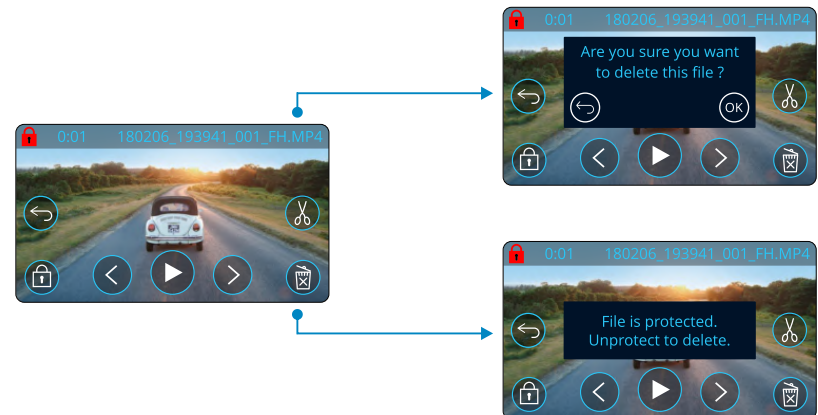 0:01 180206_193941_001_FH.MP4
0:01 180206_193941_001_FH.MP4
Are you sure you want
to delete this file ?
OK
0:01 180206_193941_001_FH.MP4
File is protected.
Unprotect to delete.